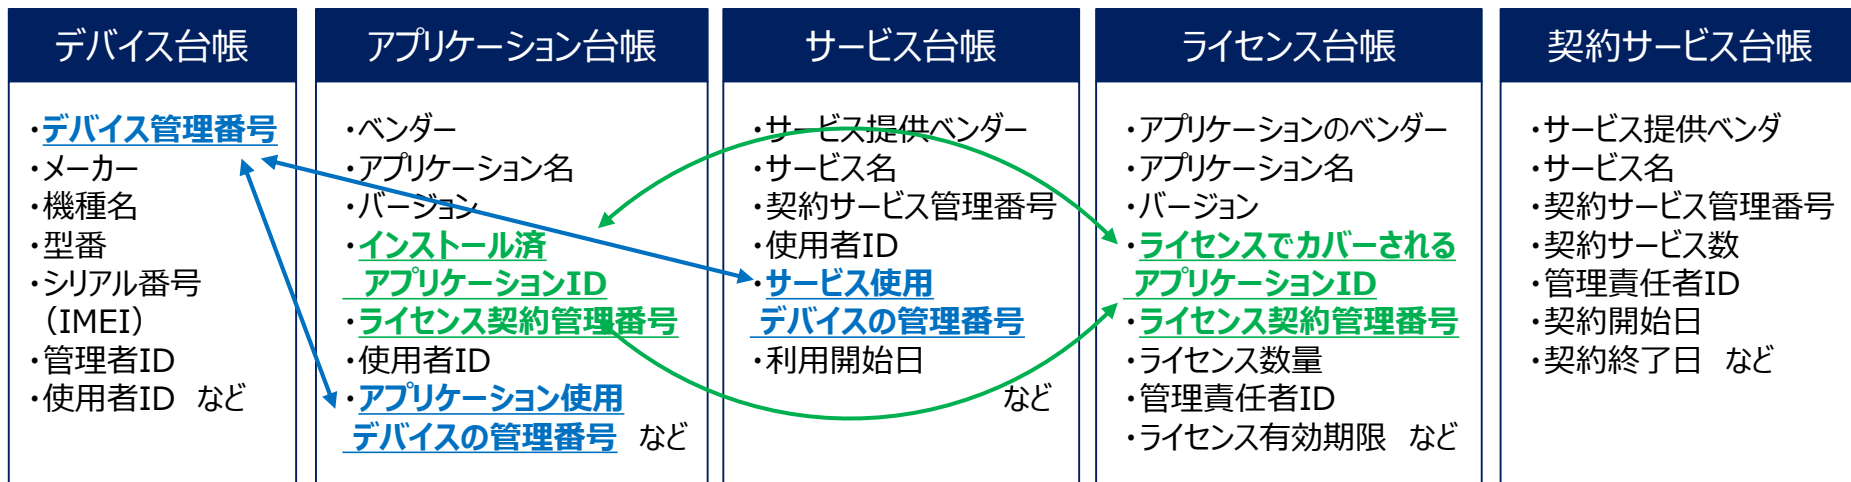 デバイス台帳
・デバイス管理番号
・メーカー
・機種名
・型番
・シリアル番号
（IMEI）
・管理者ID
・使用者ID など
アプリケーション台帳
・ベンダー
・アプリケーション名
・バージョン
・インストール済
アプリケーションID
・ライセンス契約管理番号
・使用者ID
・アプリケーション使用
デバイスの管理番号 など
サービス台帳
・サービス提供ベンダー
・サービス名
・契約サービス管理番号
・使用者ID
・サービス使用
デバイスの管理番号
・利用開始日
など
ライセンス台帳
・アプリケーションのベンダー
・アプリケーション名
・バージョン
・ライセンスでカバーされる
アプリケーションID
・ライセンス契約管理番号
・ライセンス数量
・管理責任者ID
・ライセンス有効期限 など
契約サービス台帳
・サービス提供ベンダ
・サービス名
・契約サービス管理番号
・契約サービス数
・管理責任者ID
・契約開始日
・契約終了日 など